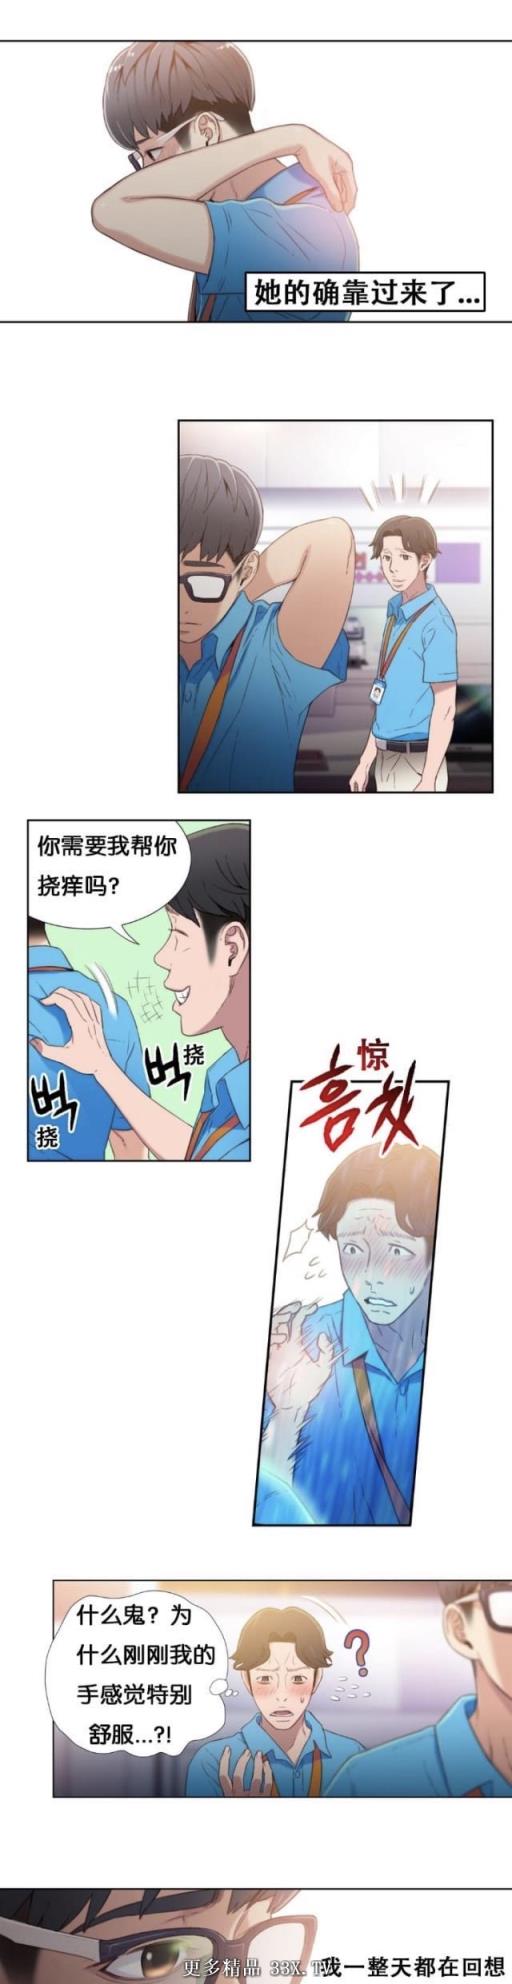 她的确靠过来了...
你需要我帮你
挠痒吗?
벅
挠
벅
挠
惊
흠칫
什么鬼? 为
什么刚刚我的
手感觉特别
舒服...?!
?
更多精品 33X.TV
我一整天都在回想